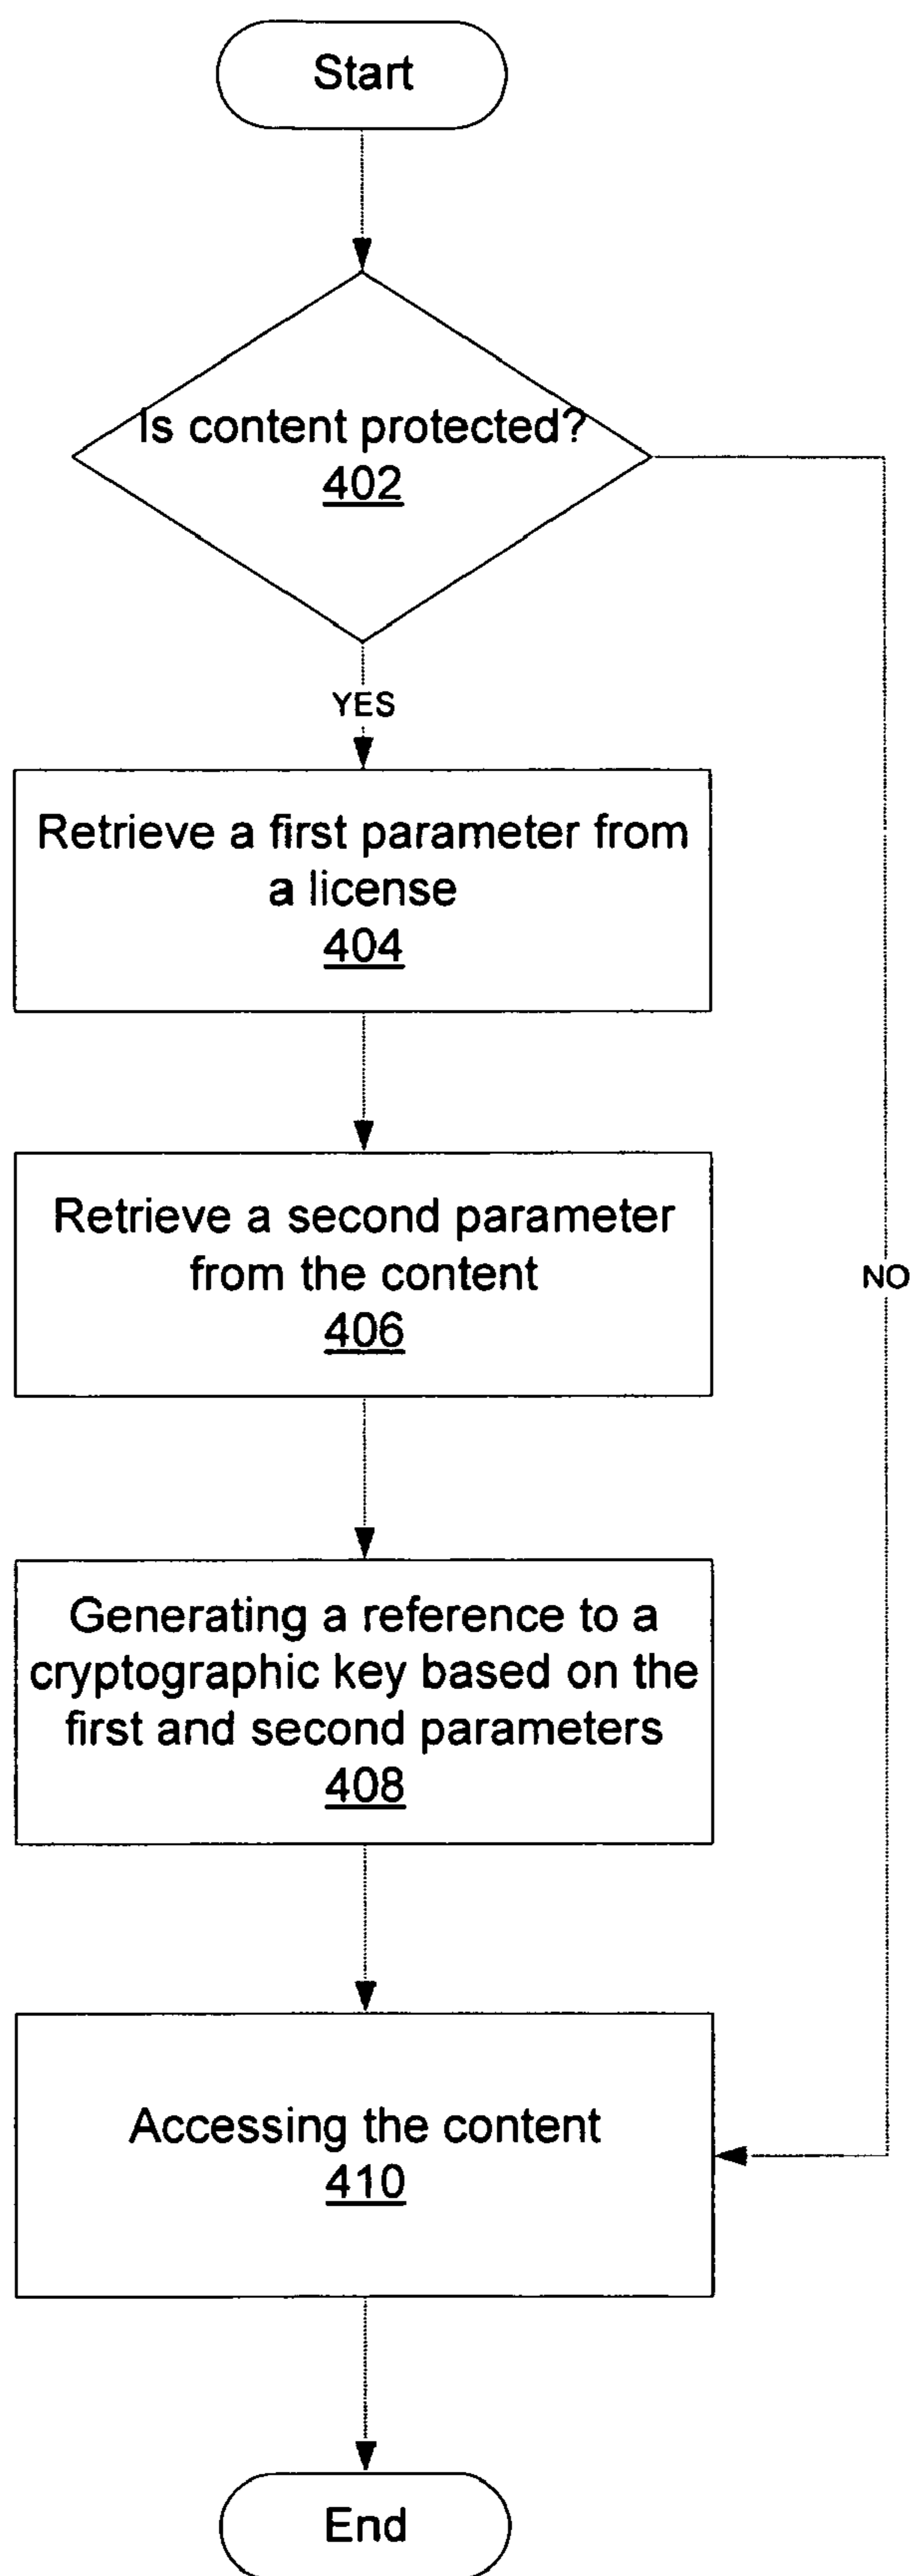 Start
Is content protected?
402
YES
Retrieve a first parameter from
a license
404
Retrieve a second parameter
from the content
406
NO
Generating a reference to a
cryptographic key based on the
first and second parameters
408
Accessing the content
410
End